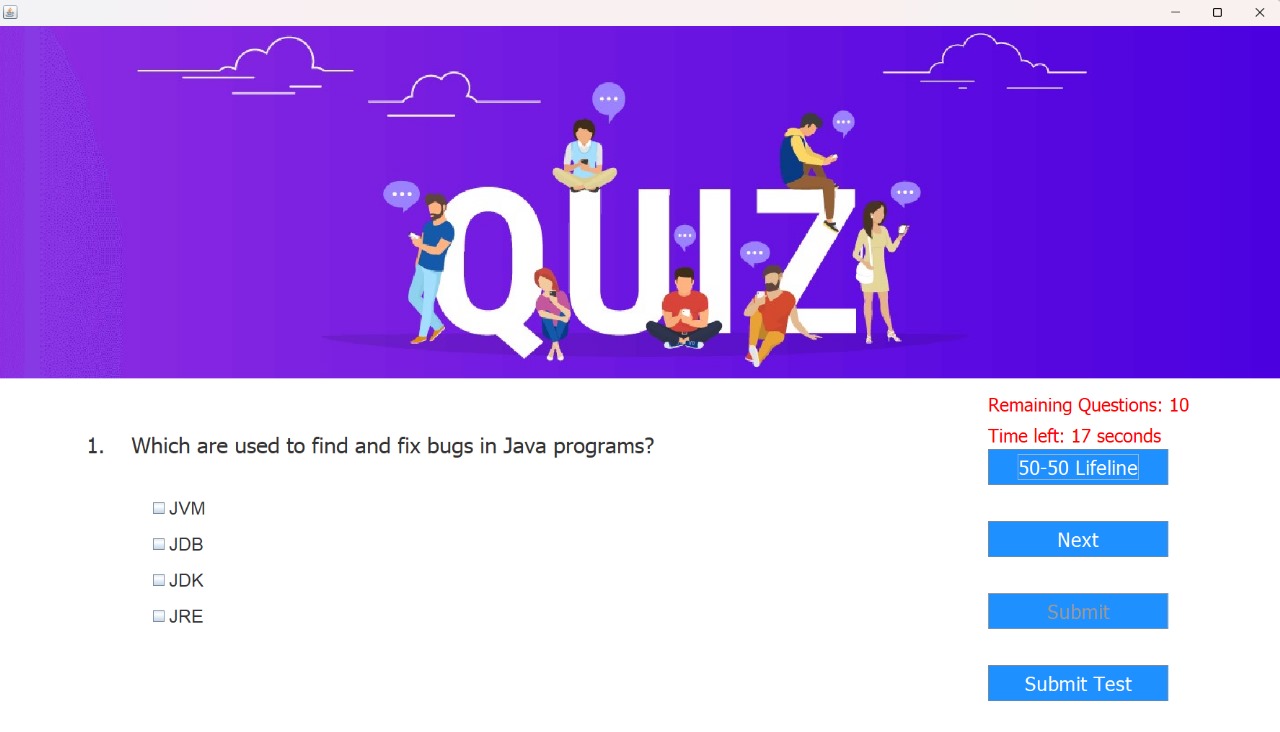 QUIZ
Remaining Questions: 10
Time left: 17 seconds
1. Which are used to find and fix bugs in Java programs?
50-50 Lifeline
JVM
JDB
Next
JDK
JRE
Submit
Submit Test